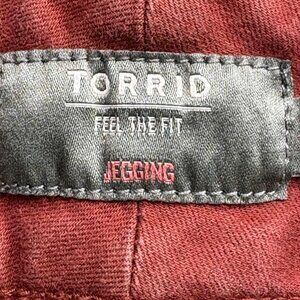 TORRID
FEEL THE FIT
JEGGING